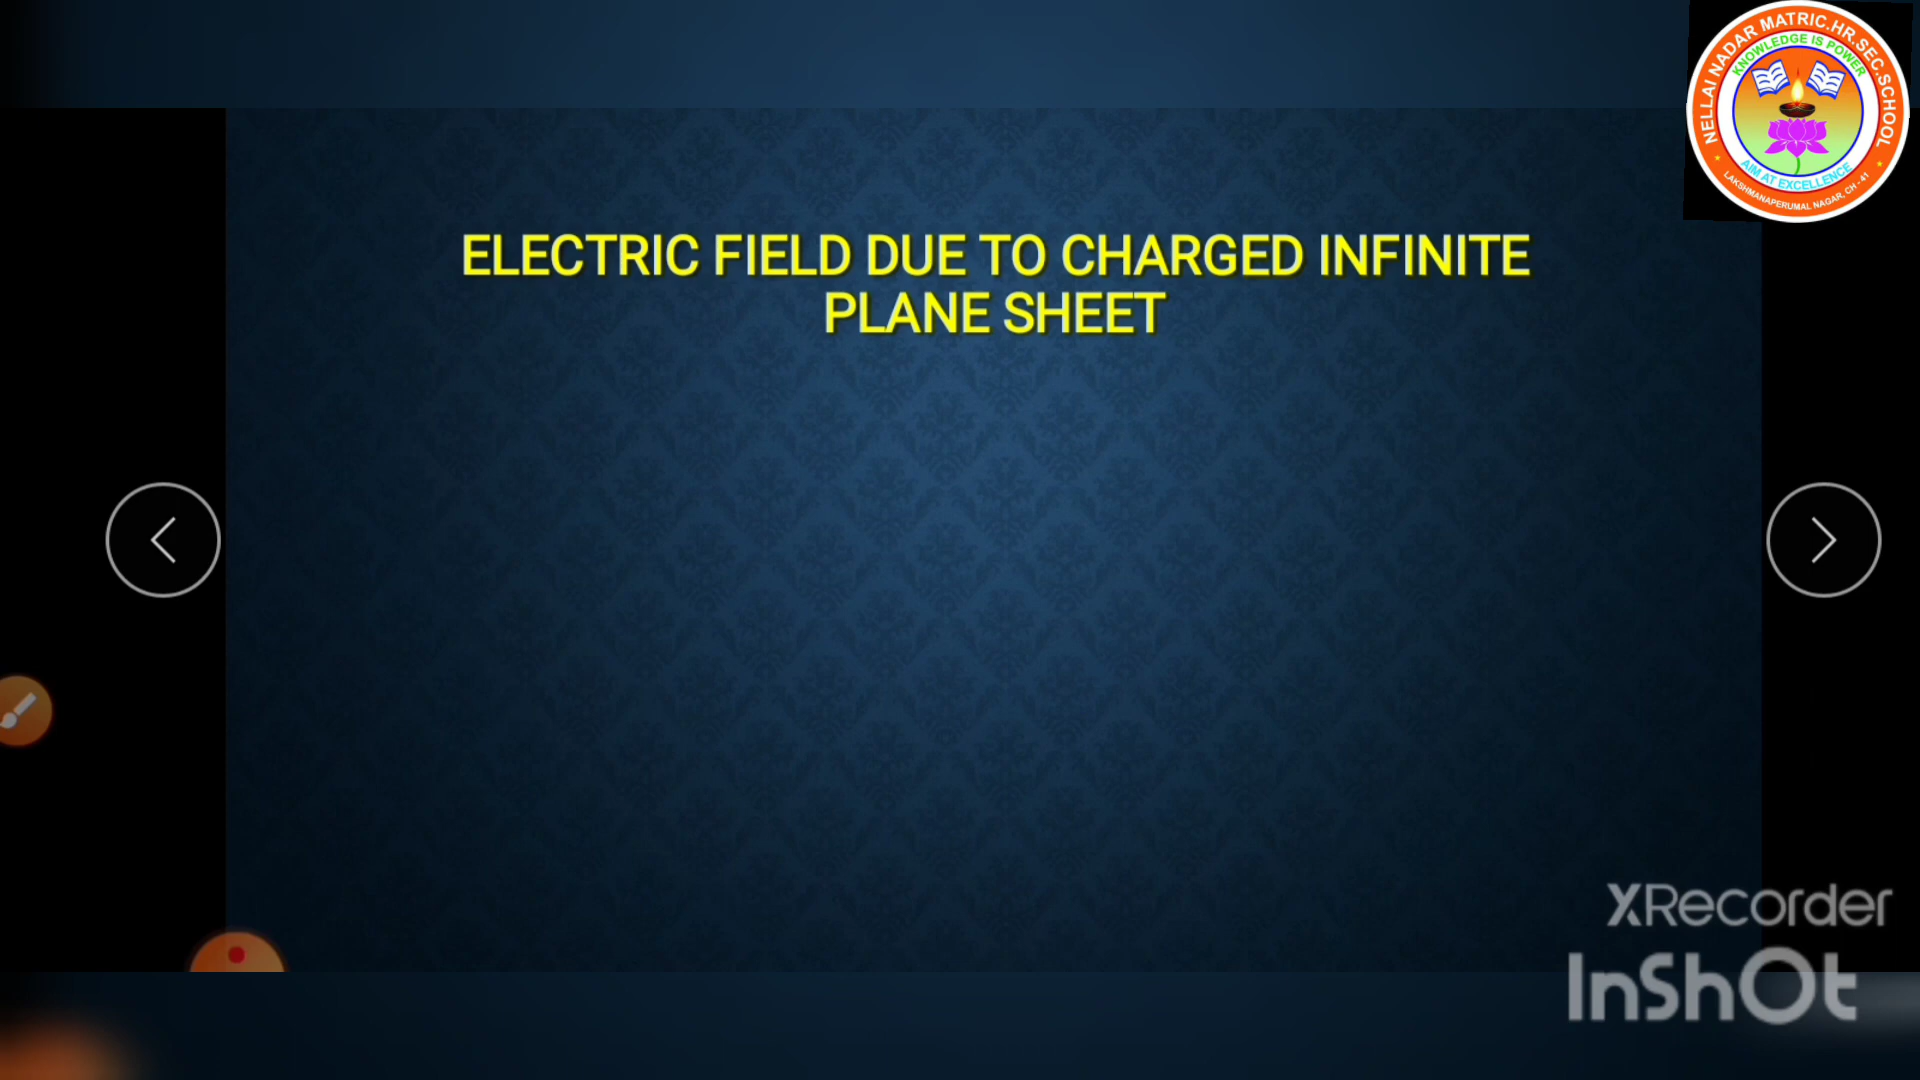 NELLAI NADAR MATRIC.HR.SEC.SCHOOL
KNOWLEDGE IS POWER
AIM AT EXCELLENCE
LAKSHMANAPERUMAL NAGAR, CH - 41
ELECTRIC FIELD DUE TO CHARGED INFINITE
PLANE SHEET
XRecorder
InShOt